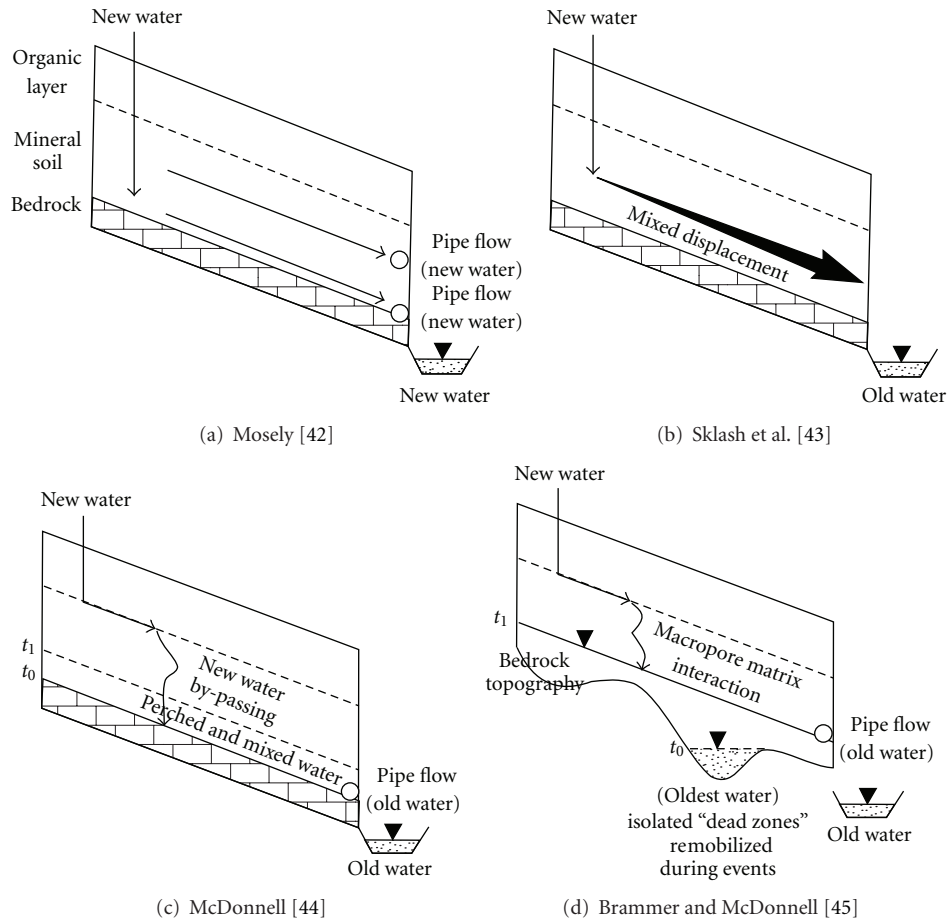 New water
Organic
layer
Mineral
soil
Bedrock
Pipe flow
(new water)
Pipe flow
(new water)
New water
(a) Mosely [42]
New water
Mixed displacement
Old water
(b) Sklash et al. [43]
New water
t1
t0
New water
by-passing
Perched and mixed water
Pipe flow
(old water)
Old water
(c) McDonnell [44]
New water
t1
Bedrock
topography
Macropore matrix
interaction
t0
Pipe flow
(old water)
(Oldest water)
isolated “dead zones”
remobilized
during events
Old water
(d) Brammer and McDonnell [45]